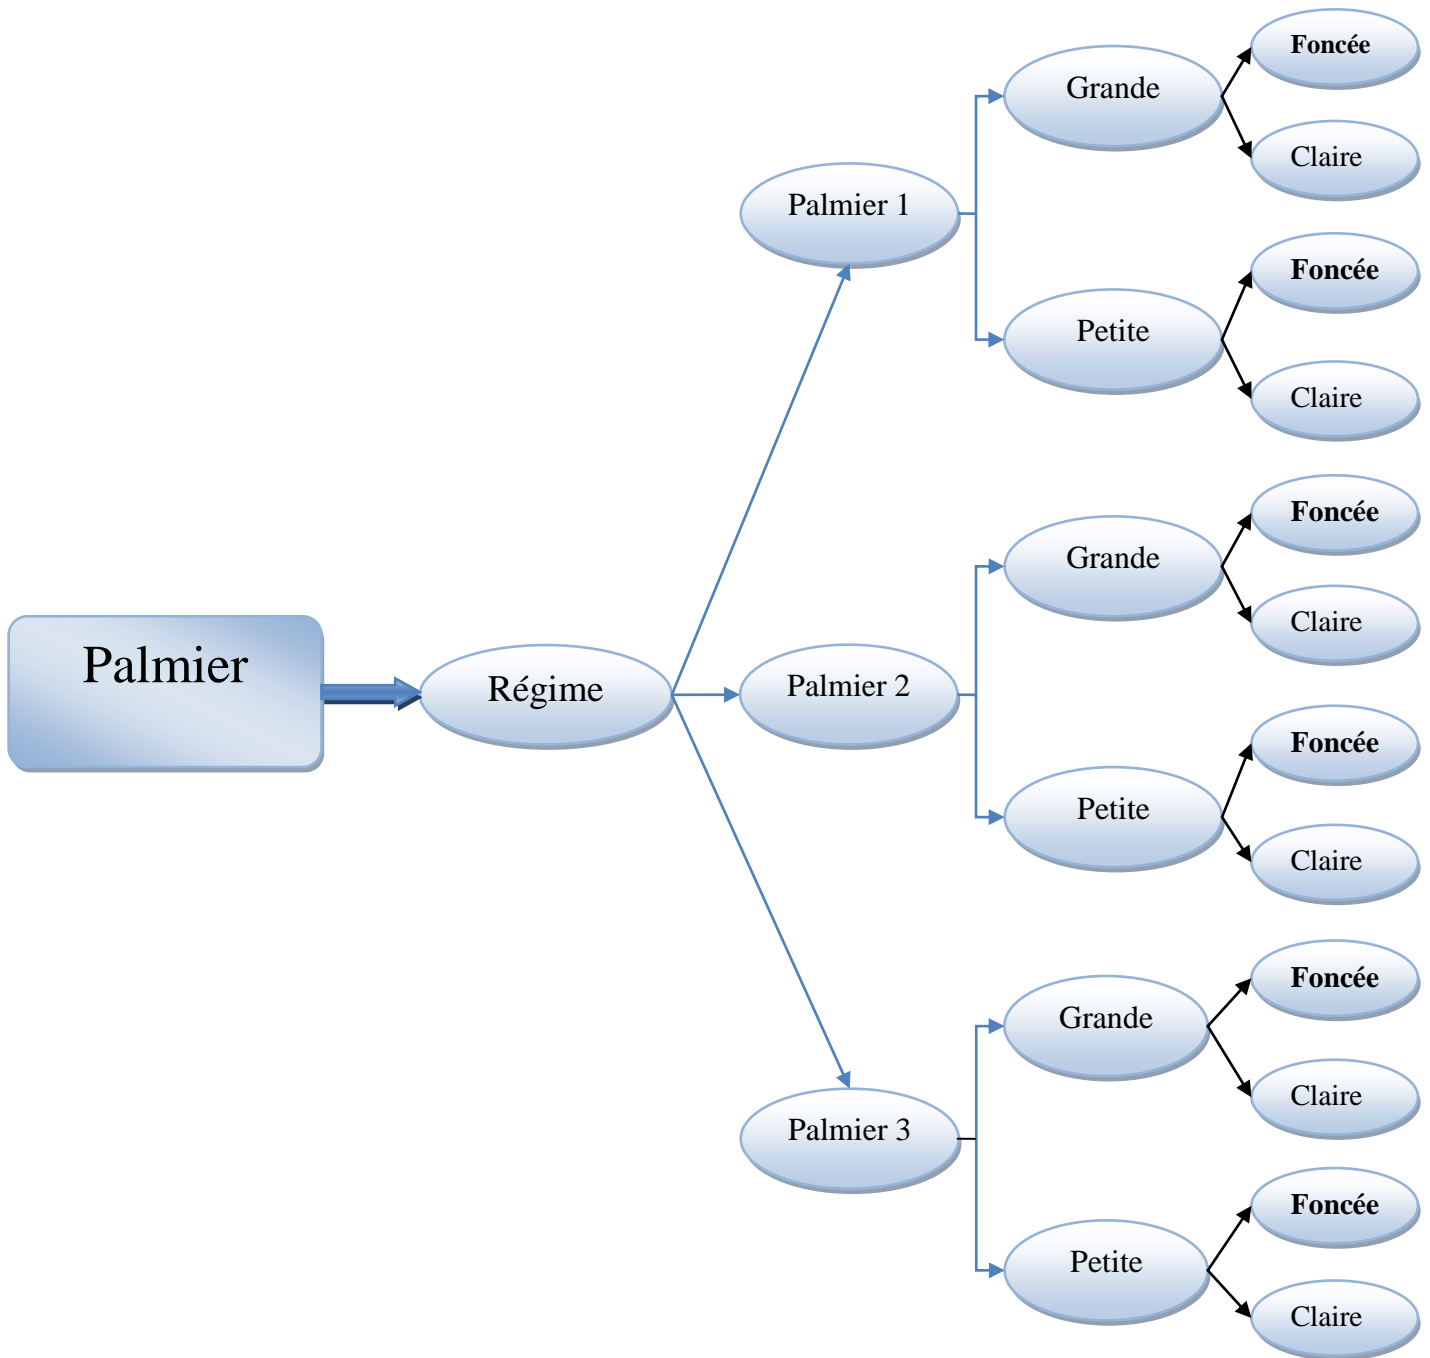 Palmier
Régime
Palmier 1
Grande
Foncée
Claire
Petite
Foncée
Claire
Palmier 2
Grande
Foncée
Claire
Petite
Foncée
Claire
Palmier 3
Grande
Foncée
Claire
Petite
Foncée
Claire